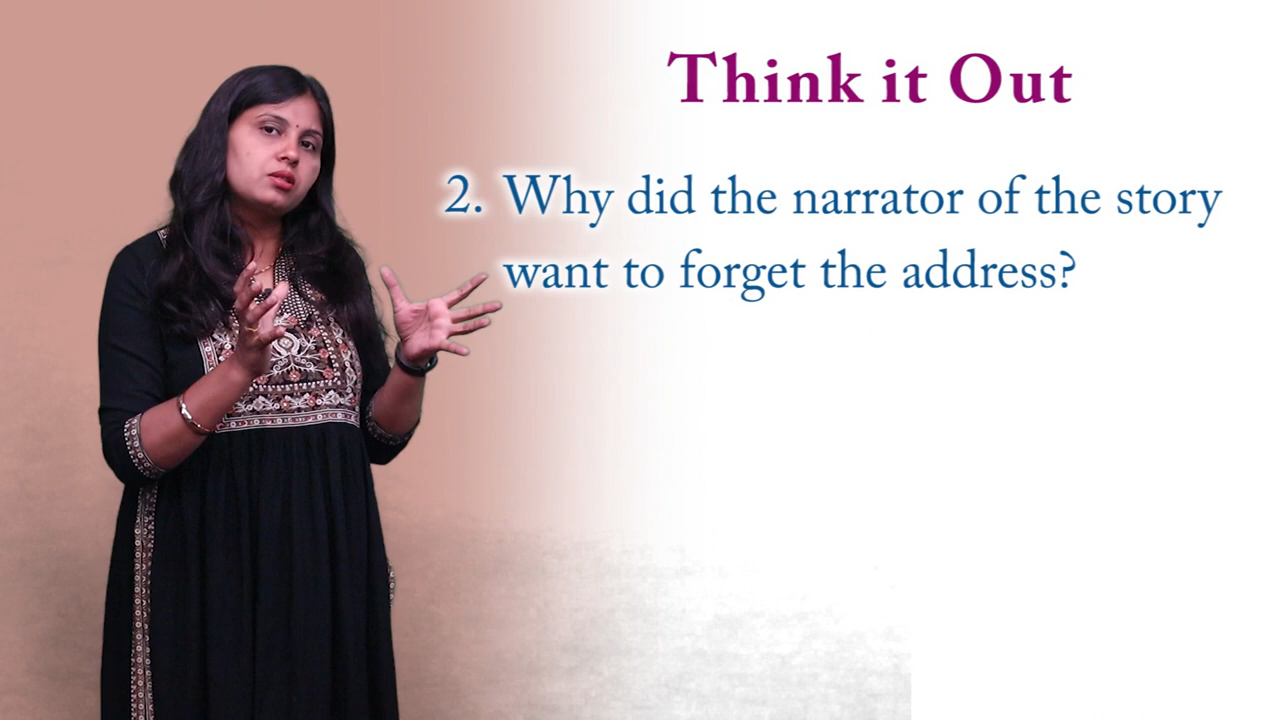 Think it Out
2. Why did the narrator of the story
want to forget the address?